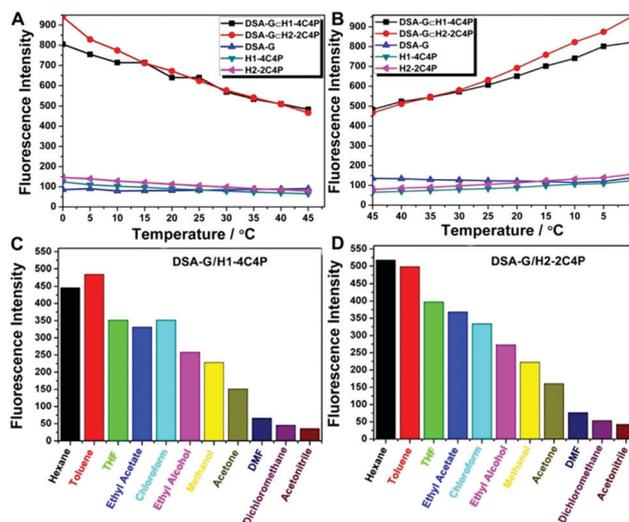 A
DSA-G⊂H1-4C4P
DSA-G⊂H2-2C4P
DSA-G
H1-4C4P
H2-2C4P
Fluorescence Intensity
900
800
700
600
500
400
300
200
100
0
0 5 10 15 20 25 30 35 40 45
Temperature / °C
B
DSA-G⊂H1-4C4P
DSA-G⊂H2-2C4P
DSA-G
H1-4C4P
H2-2C4P
Fluorescence Intensity
900
800
700
600
500
400
300
200
100
0
45 40 35 30 25 20 15 10 5
Temperature / °C
C
DSA-G/H1-4C4P
Fluorescence Intensity
550
500
450
400
350
300
250
200
150
100
50
0
Hexane
Toluene
THF
Ethyl Acetate
Chloroform
Ethyl Alcohol
Methanol
Acetone
DMF
Dichloromethane
Acetonitrile
D
DSA-G/H2-2C4P
Fluorescence Intensity
550
500
450
400
350
300
250
200
150
100
50
0
Hexane
Toluene
THF
Ethyl Acetate
Chloroform
Ethyl Alcohol
Methanol
Acetone
DMF
Dichloromethane
Acetonitrile